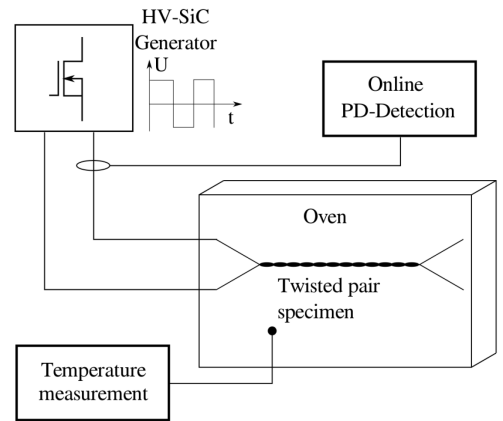 HV-SiC
Generator
U
t
Online
PD-Detection
Oven
Twisted pair
specimen
Temperature
measurement